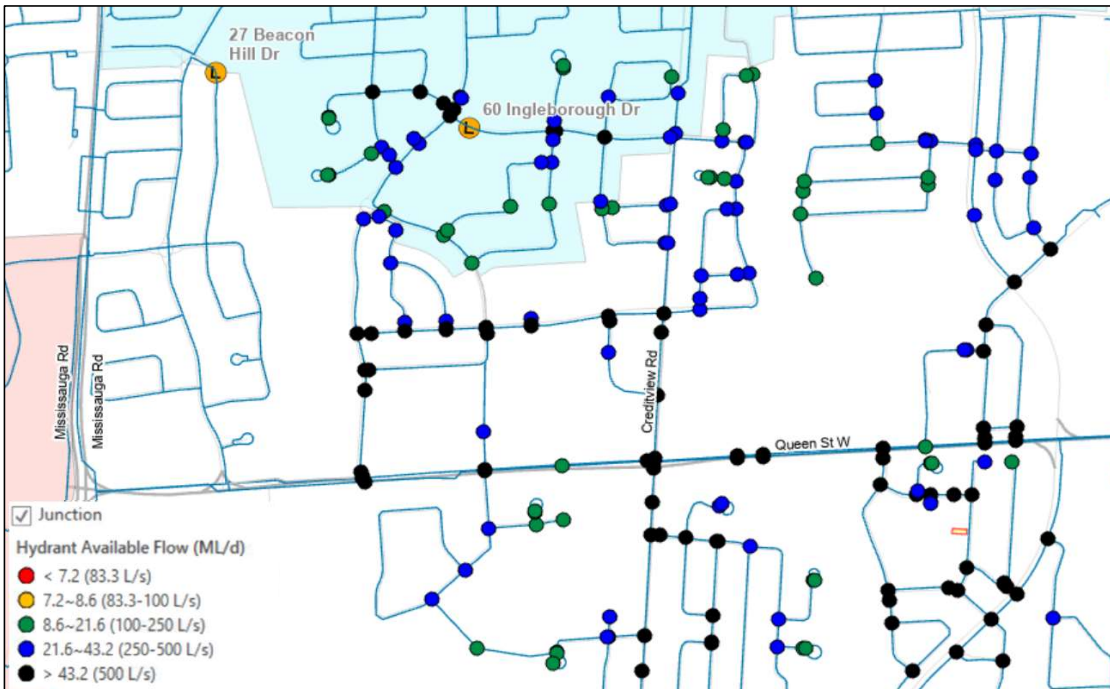 27 Beacon
Hill Dr
L
60 Ingleborough Dr
L
Mississauga Rd
Mississauga Rd
Creditview Rd
Queen St W
Junction
Hydrant Available Flow (ML/d)
< 7.2 (83.3 L/s)
7.2~8.6 (83.3-100 L/s)
8.6~21.6 (100-250 L/s)
21.6~43.2 (250-500 L/s)
> 43.2 (500 L/s)